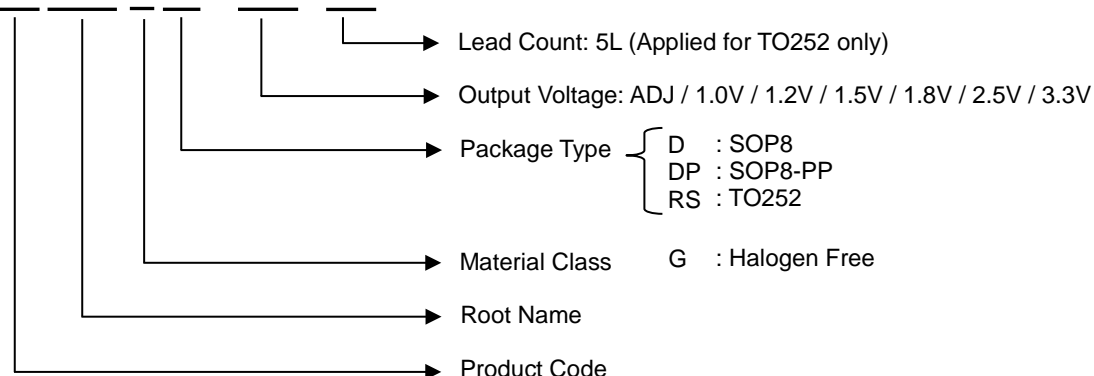 Lead Count: 5L (Applied for TO252 only)
Output Voltage: ADJ / 1.0V / 1.2V / 1.5V / 1.8V / 2.5V / 3.3V
Package Type D : SOP8
DP : SOP8-PP
RS : TO252
Material Class G : Halogen Free
Root Name
Product Code